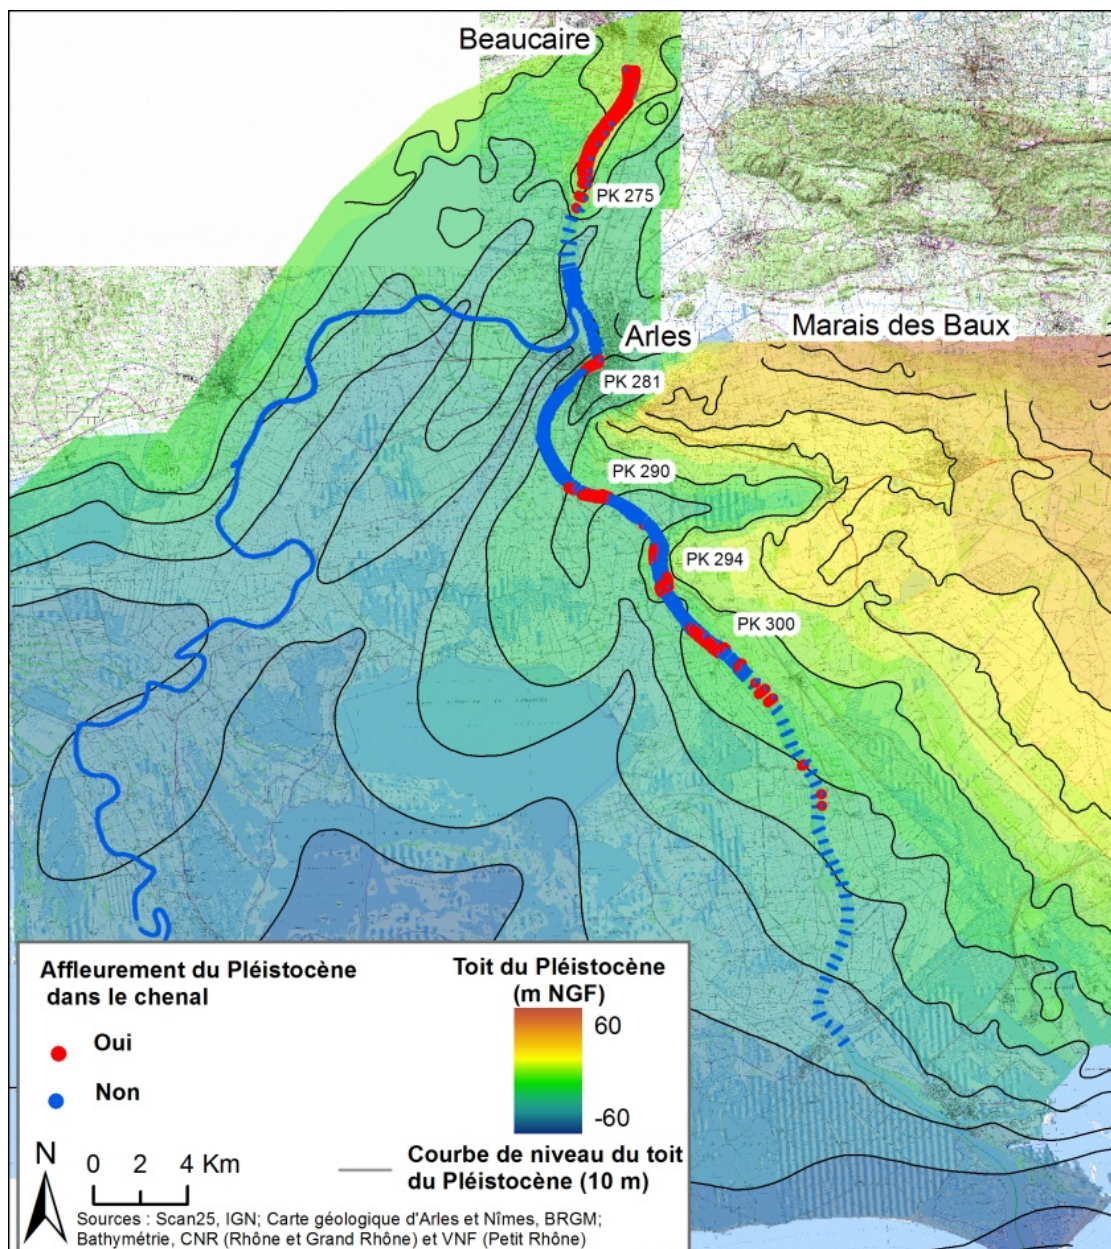 Beaucaire
PK 275
Arles
Marais des Baux
PK 281
PK 290
PK 294
PK 300
Affleurement du Pléistocène
dans le chenal
Oui
Non
Toit du Pléistocène
(m NGF)
60
-60
N
0 2 4 Km
Courbe de niveau du toit
du Pléistocène (10 m)
Sources : Scan25, IGN; Carte géologique d'Arles et Nîmes, BRGM;
Bathymétrie, CNR (Rhône et Grand Rhône) et VNF (Petit Rhône)